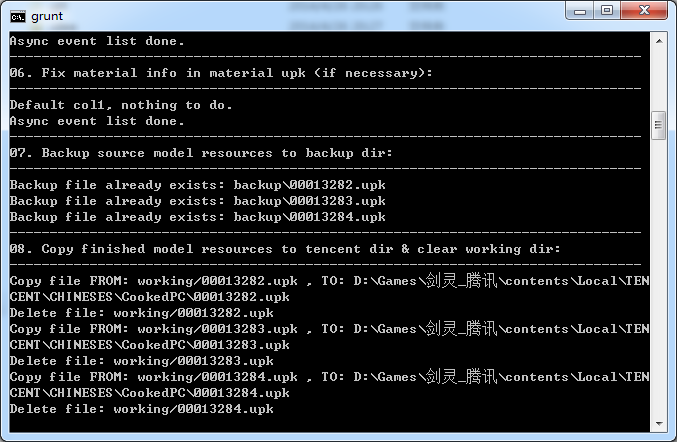 grunt
Async event list done.
--------------------------------------------------------------------------------
06. Fix material info in material upk (if necessary):
--------------------------------------------------------------------------------
Default col1, nothing to do.
Async event list done.
--------------------------------------------------------------------------------
07. Backup source model resources to backup dir:
--------------------------------------------------------------------------------
Backup file already exists: backup\00013282.upk
Backup file already exists: backup\00013283.upk
Backup file already exists: backup\00013284.upk
--------------------------------------------------------------------------------
08. Copy finished model resources to tencent dir & clear working dir:
--------------------------------------------------------------------------------
Copy file FROM: working/00013282.upk , TO: D:\Games\剑灵_腾讯\contents\Local\TEN
CENT\CHINESES\CookedPC\00013282.upk
Delete file: working/00013282.upk
Copy file FROM: working/00013283.upk , TO: D:\Games\剑灵_腾讯\contents\Local\TEN
CENT\CHINESES\CookedPC\00013283.upk
Delete file: working/00013283.upk
Copy file FROM: working/00013284.upk , TO: D:\Games\剑灵_腾讯\contents\Local\TEN
CENT\CHINESES\CookedPC\00013284.upk
Delete file: working/00013284.upk